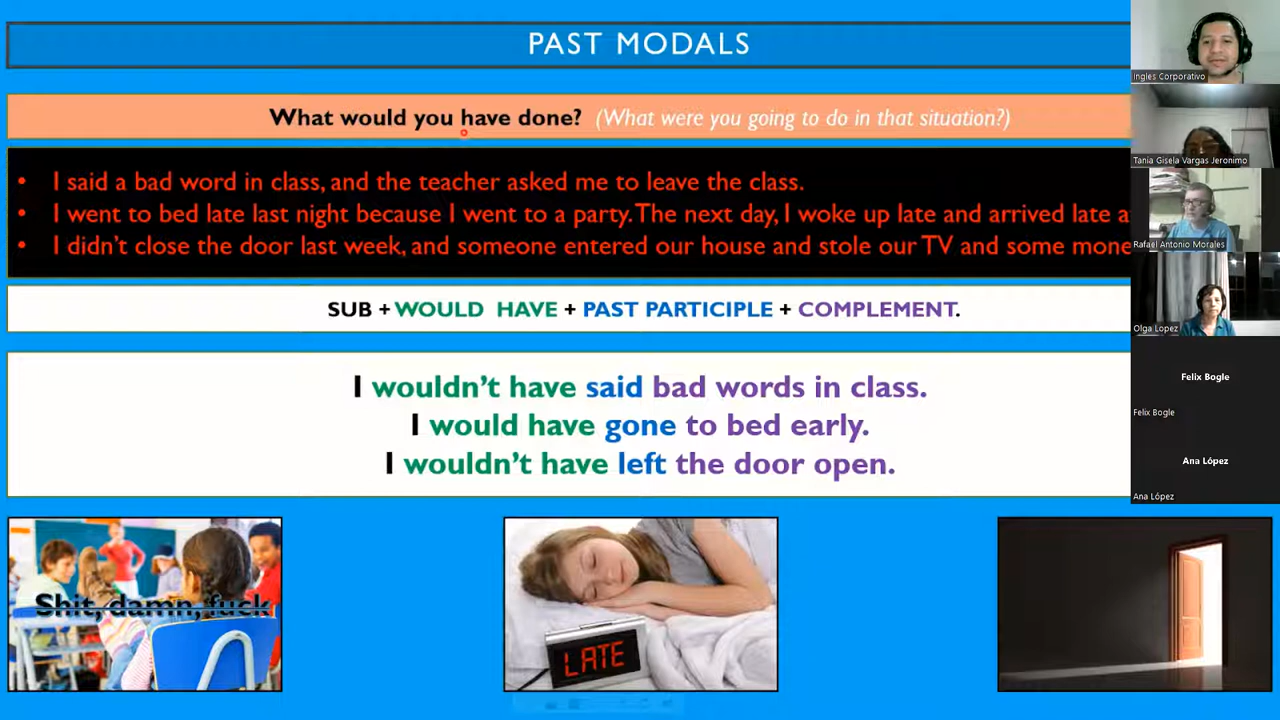 PAST MODALS
What would you have done? (What were you going to do in that situation?)
• I said a bad word in class, and the teacher asked me to leave the class.
• I went to bed late last night because I went to a party. The next day, I woke up late and arrived late
• I didn't close the door last week, and someone entered our house and stole our TV and some
SUB + WOULD HAVE + PAST PARTICIPLE + COMPLEMENT.
I wouldn't have said bad words in class.
I would have gone to bed early.
I wouldn't have left the door open.
Shit, damn, fuck
LATE
Ingles Corporativo
Tania Gisela Vargas Jeronimo
Rafael Antonio Morales
Olga Lopez
Felix Bogle
Felix Bogle
Ana López
Ana López